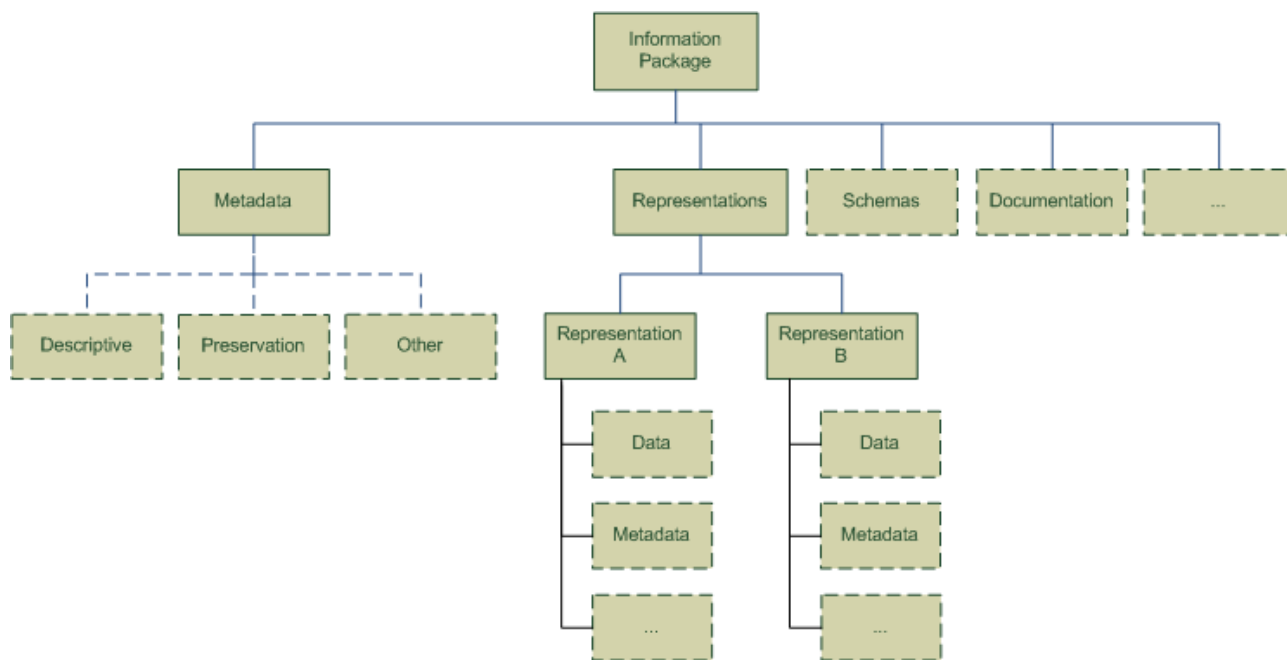 Information
Package
Metadata
Representations
Schemas
Documentation
...
Descriptive
Preservation
Other
Representation
A
Representation
B
Data
Data
Metadata
Metadata
...
...